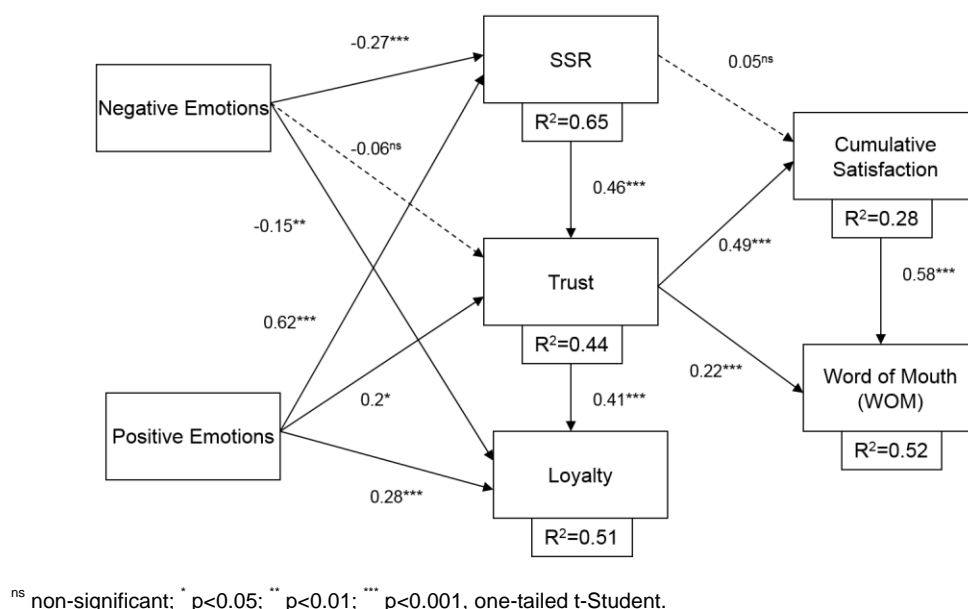 -0.27***
SSR
0.05ⁿˢ
Negative Emotions
R²=0.65
Cumulative
Satisfaction
-0.06ⁿˢ
0.46***
R²=0.28
-0.15**
0.49***
Trust
0.58***
0.62***
R²=0.44
0.22***
Word of Mouth
(WOM)
0.2*
0.41***
Positive Emotions
R²=0.52
Loyalty
0.28***
R²=0.51
ⁿˢ non-significant; * p<0.05; ** p<0.01; *** p<0.001, one-tailed t-Student.